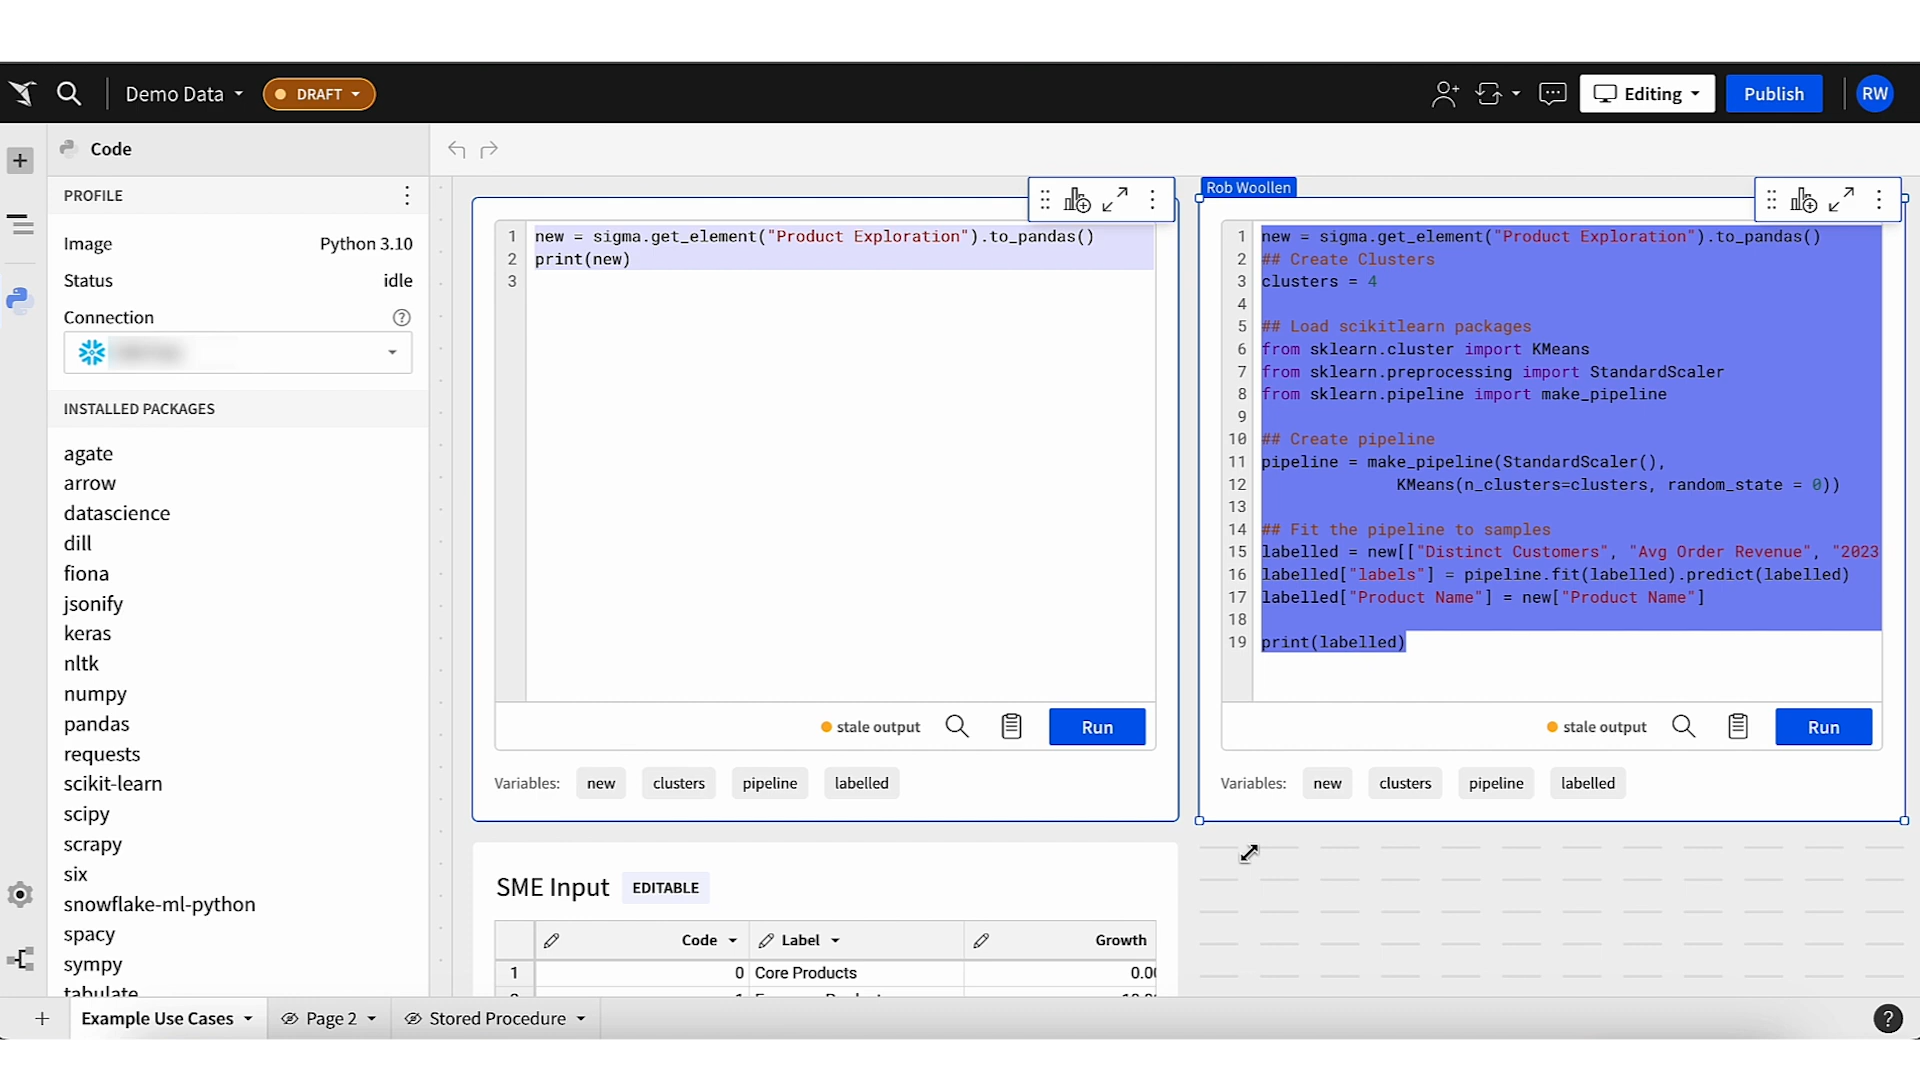 Demo Data
DRAFT
Editing
Publish
RW
Code
PROFILE
Image
Python 3.10
Status
idle
Connection
?
INSTALLED PACKAGES
agate
arrow
datascience
dill
fiona
jsonify
keras
nltk
numpy
pandas
requests
scikit-learn
scipy
scrapy
six
snowflake-ml-python
spacy
sympy
tabulate
1 new = sigma.get_element("Product Exploration").to_pandas()
2 print(new)
3
stale output
Run
Variables: new clusters pipeline labelled
Rob Woollen
1 new = sigma.get_element("Product Exploration").to_pandas()
2 ## Create Clusters
3 clusters = 4
4
5 ## Load scikitlearn packages
6 from sklearn.cluster import KMeans
7 from sklearn.preprocessing import StandardScaler
8 from sklearn.pipeline import make_pipeline
9
10 ## Create pipeline
11 pipeline = make_pipeline(StandardScaler(),
12 KMeans(n_clusters=clusters, random_state = 0))
13
14 ## Fit the pipeline to samples
15 labelled = new[["Distinct Customers", "Avg Order Revenue", "2023
16 labelled["labels"] = pipeline.fit(labelled).predict(labelled)
17 labelled["Product Name"] = new["Product Name"]
18
19 print(labelled)
stale output
Run
Variables: new clusters pipeline labelled
SME Input EDITABLE
Code Label Growth
1 0 Core Products 0.00
Example Use Cases
Page 2
Stored Procedure
?